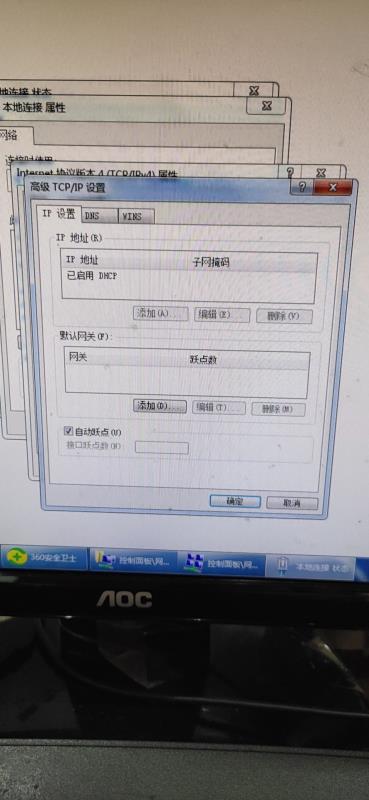 本地连接 状态
本地连接 属性
网络
连接时使用
Internet 协议版本 4 (TCP/IPv4) 属性
高级 TCP/IP 设置
IP 设置 DNS WINS
IP 地址(R)
IP 地址 子网掩码
已启用 DHCP
添加(A)... 编辑(E)... 删除(V)
默认网关(F):
网关 跃点数
添加(D)... 编辑(T)... 删除(M)
自动跃点(U)
接口跃点数(N):
确定 取消
360安全卫士 控制面板\网... 控制面板\网... 本地连接 状态
AOC